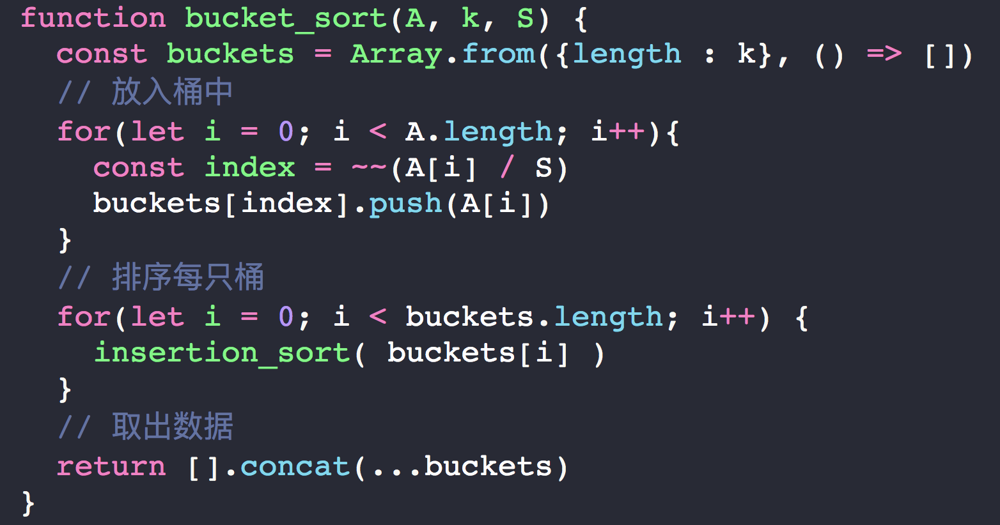 function bucket_sort(A, k, S) {
  const buckets = Array.from({length : k}, () => [])
  // 放入桶中
  for(let i = 0; i < A.length; i++){
    const index = ~~(A[i] / S)
    buckets[index].push(A[i])
  }
  // 排序每只桶
  for(let i = 0; i < buckets.length; i++) {
    insertion_sort( buckets[i] )
  }
  // 取出数据
  return [].concat(...buckets)
}